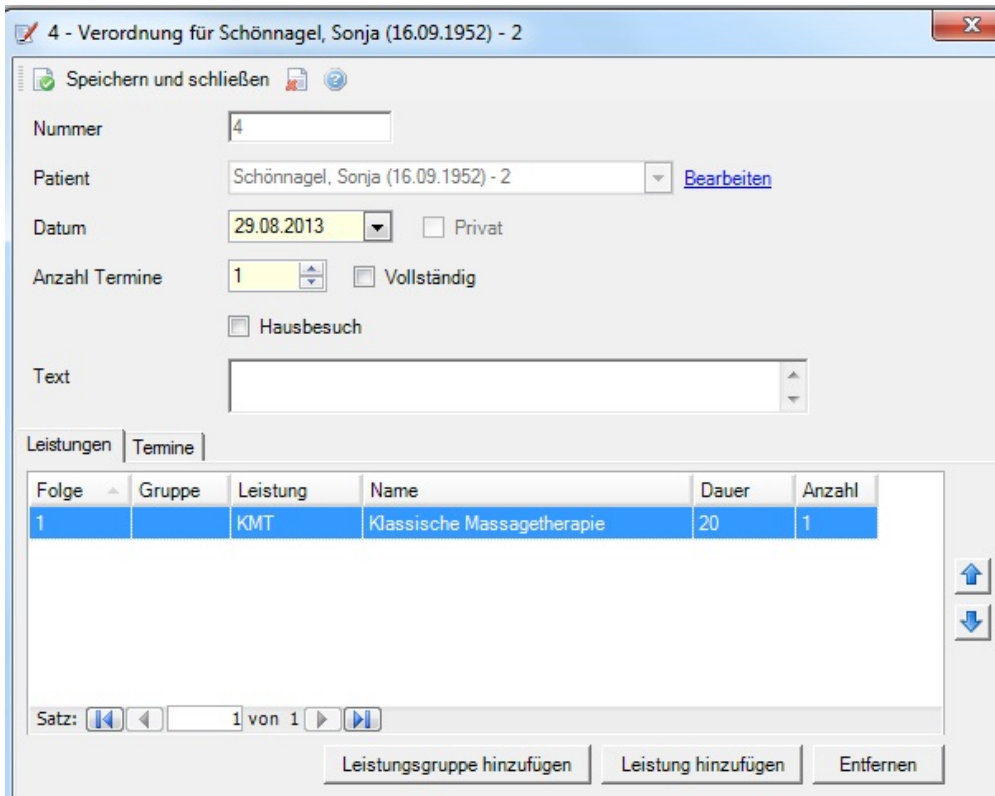 4 - Verordnung für Schönnagel, Sonja (16.09.1952) - 2
Speichern und schließen
Nummer 4
Patient Schönnagel, Sonja (16.09.1952) - 2 Bearbeiten
Datum 29.08.2013 Privat
Anzahl Termine 1 Vollständig
Hausbesuch
Text
Leistungen Termine
Folge Gruppe Leistung Name Dauer Anzahl
1 KMT Klassische Massagetherapie 20 1
Satz: 1 von 1
Leistungsgruppe hinzufügen Leistung hinzufügen Entfernen